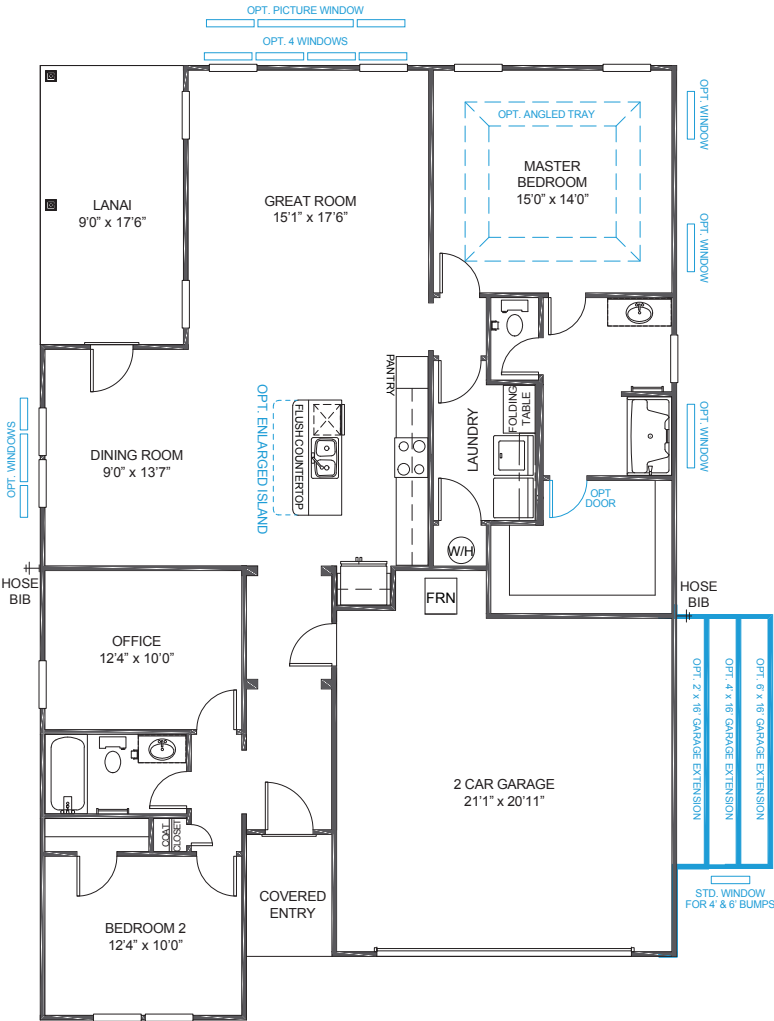 OPT. PICTURE WINDOW
OPT. 4 WINDOWS
OPT. WINDOW
OPT. ANGLED TRAY
MASTER
BEDROOM
15'0" x 14'0"
LANAI
9'0" x 17'6"
GREAT ROOM
15'1" x 17'6"
OPT. WINDOW
PANTRY
OPT. ENLARGED ISLAND
FLUSH COUNTERTOP
LAUNDRY
FOLDING
TABLE
OPT. WINDOW
OPT. WINDOWS
DINING ROOM
9'0" x 13'7"
OPT
DOOR
W/H
HOSE
BIB
FRN
HOSE
BIB
OFFICE
12'4" x 10'0"
OPT. 2' x 16' GARAGE EXTENSION
OPT. 4' x 16' GARAGE EXTENSION
OPT. 6' x 16' GARAGE EXTENSION
2 CAR GARAGE
21'1" x 20'11"
COAT
CLOSET
COVERED
ENTRY
STD. WINDOW
FOR 4' & 6' BUMPS
BEDROOM 2
12'4" x 10'0"